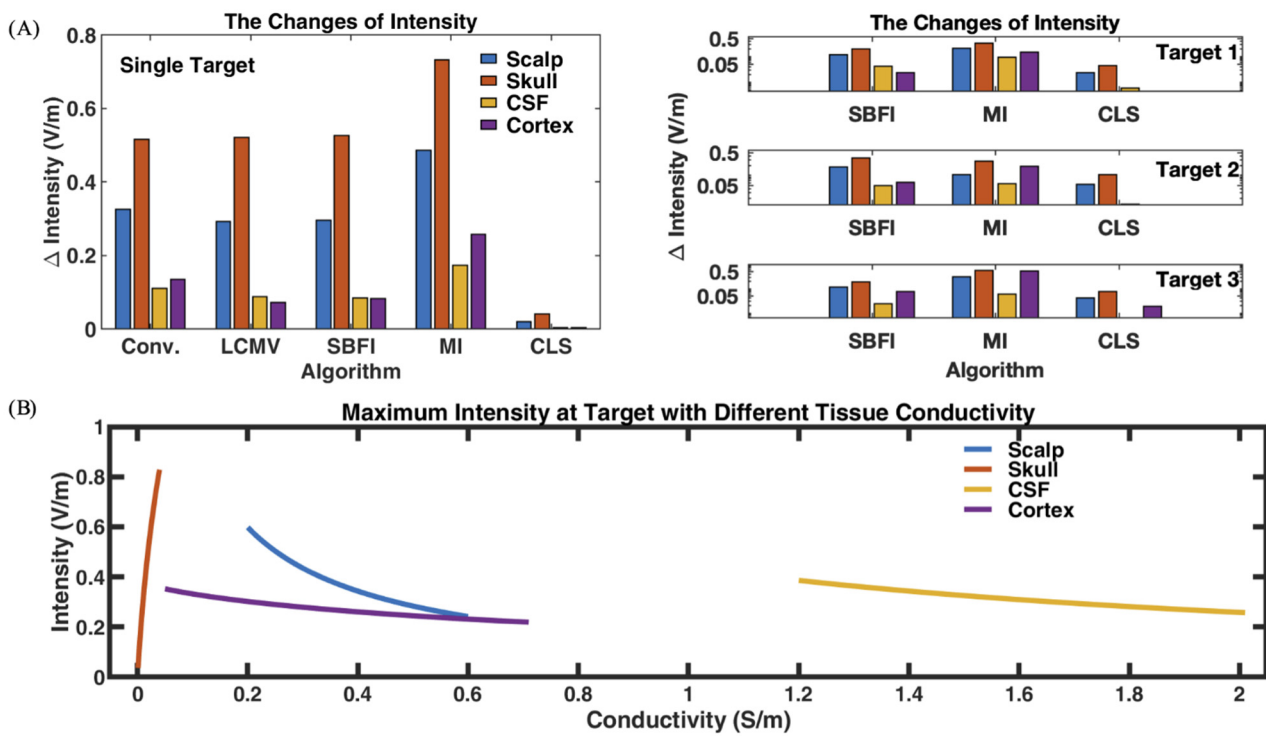 (A)
The Changes of Intensity
0.8
0.6
0.4
0.2
0
Δ Intensity (V/m)
Single Target
Scalp
Skull
CSF
Cortex
Conv. LCMV SBFI MI CLS
Algorithm
The Changes of Intensity
Δ Intensity (V/m)
0.5
0.05
Target 1
SBFI MI CLS
0.5
0.05
Target 2
SBFI MI CLS
0.5
0.05
Target 3
SBFI MI CLS
Algorithm
(B)
Maximum Intensity at Target with Different Tissue Conductivity
1
0.8
0.6
0.4
0.2
0
Intensity (V/m)
Scalp
Skull
CSF
Cortex
0 0.2 0.4 0.6 0.8 1 1.2 1.4 1.6 1.8 2
Conductivity (S/m)